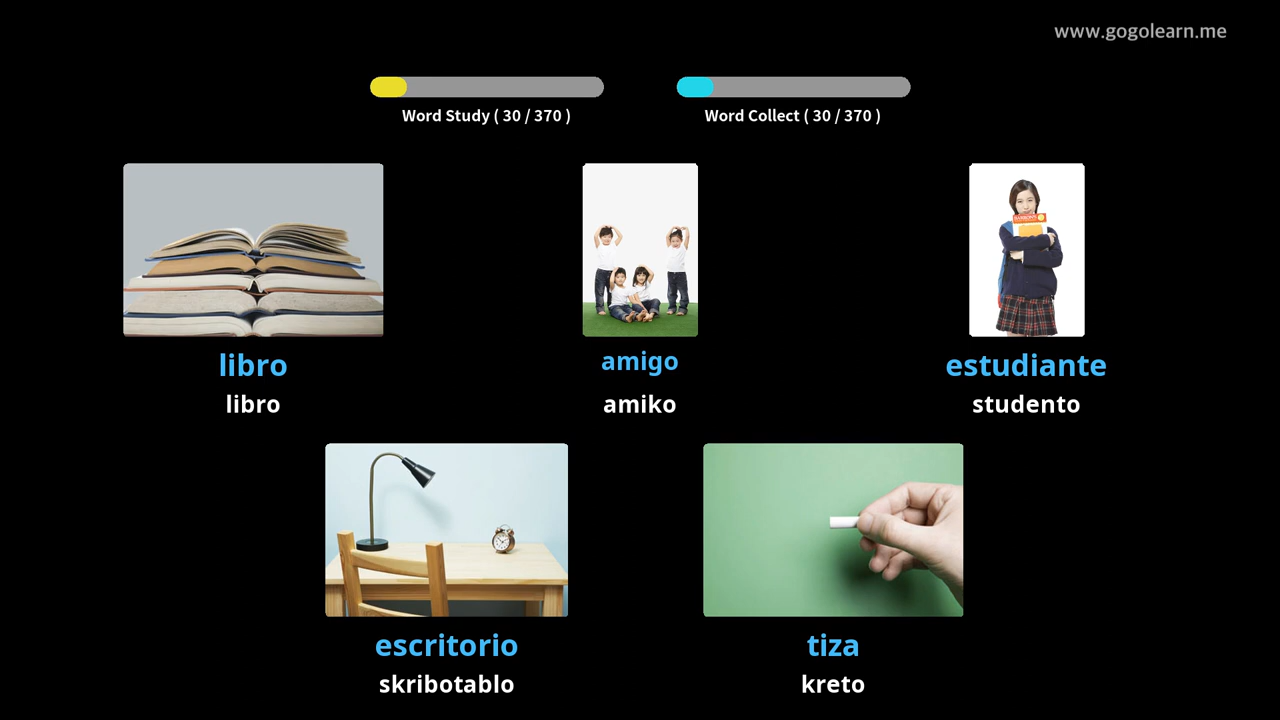 www.gogolearn.me
Word Study ( 30 / 370 )
Word Collect ( 30 / 370 )
libro
libro
amigo
amiko
estudiante
studento
escritorio
skribotablo
tiza
kreto